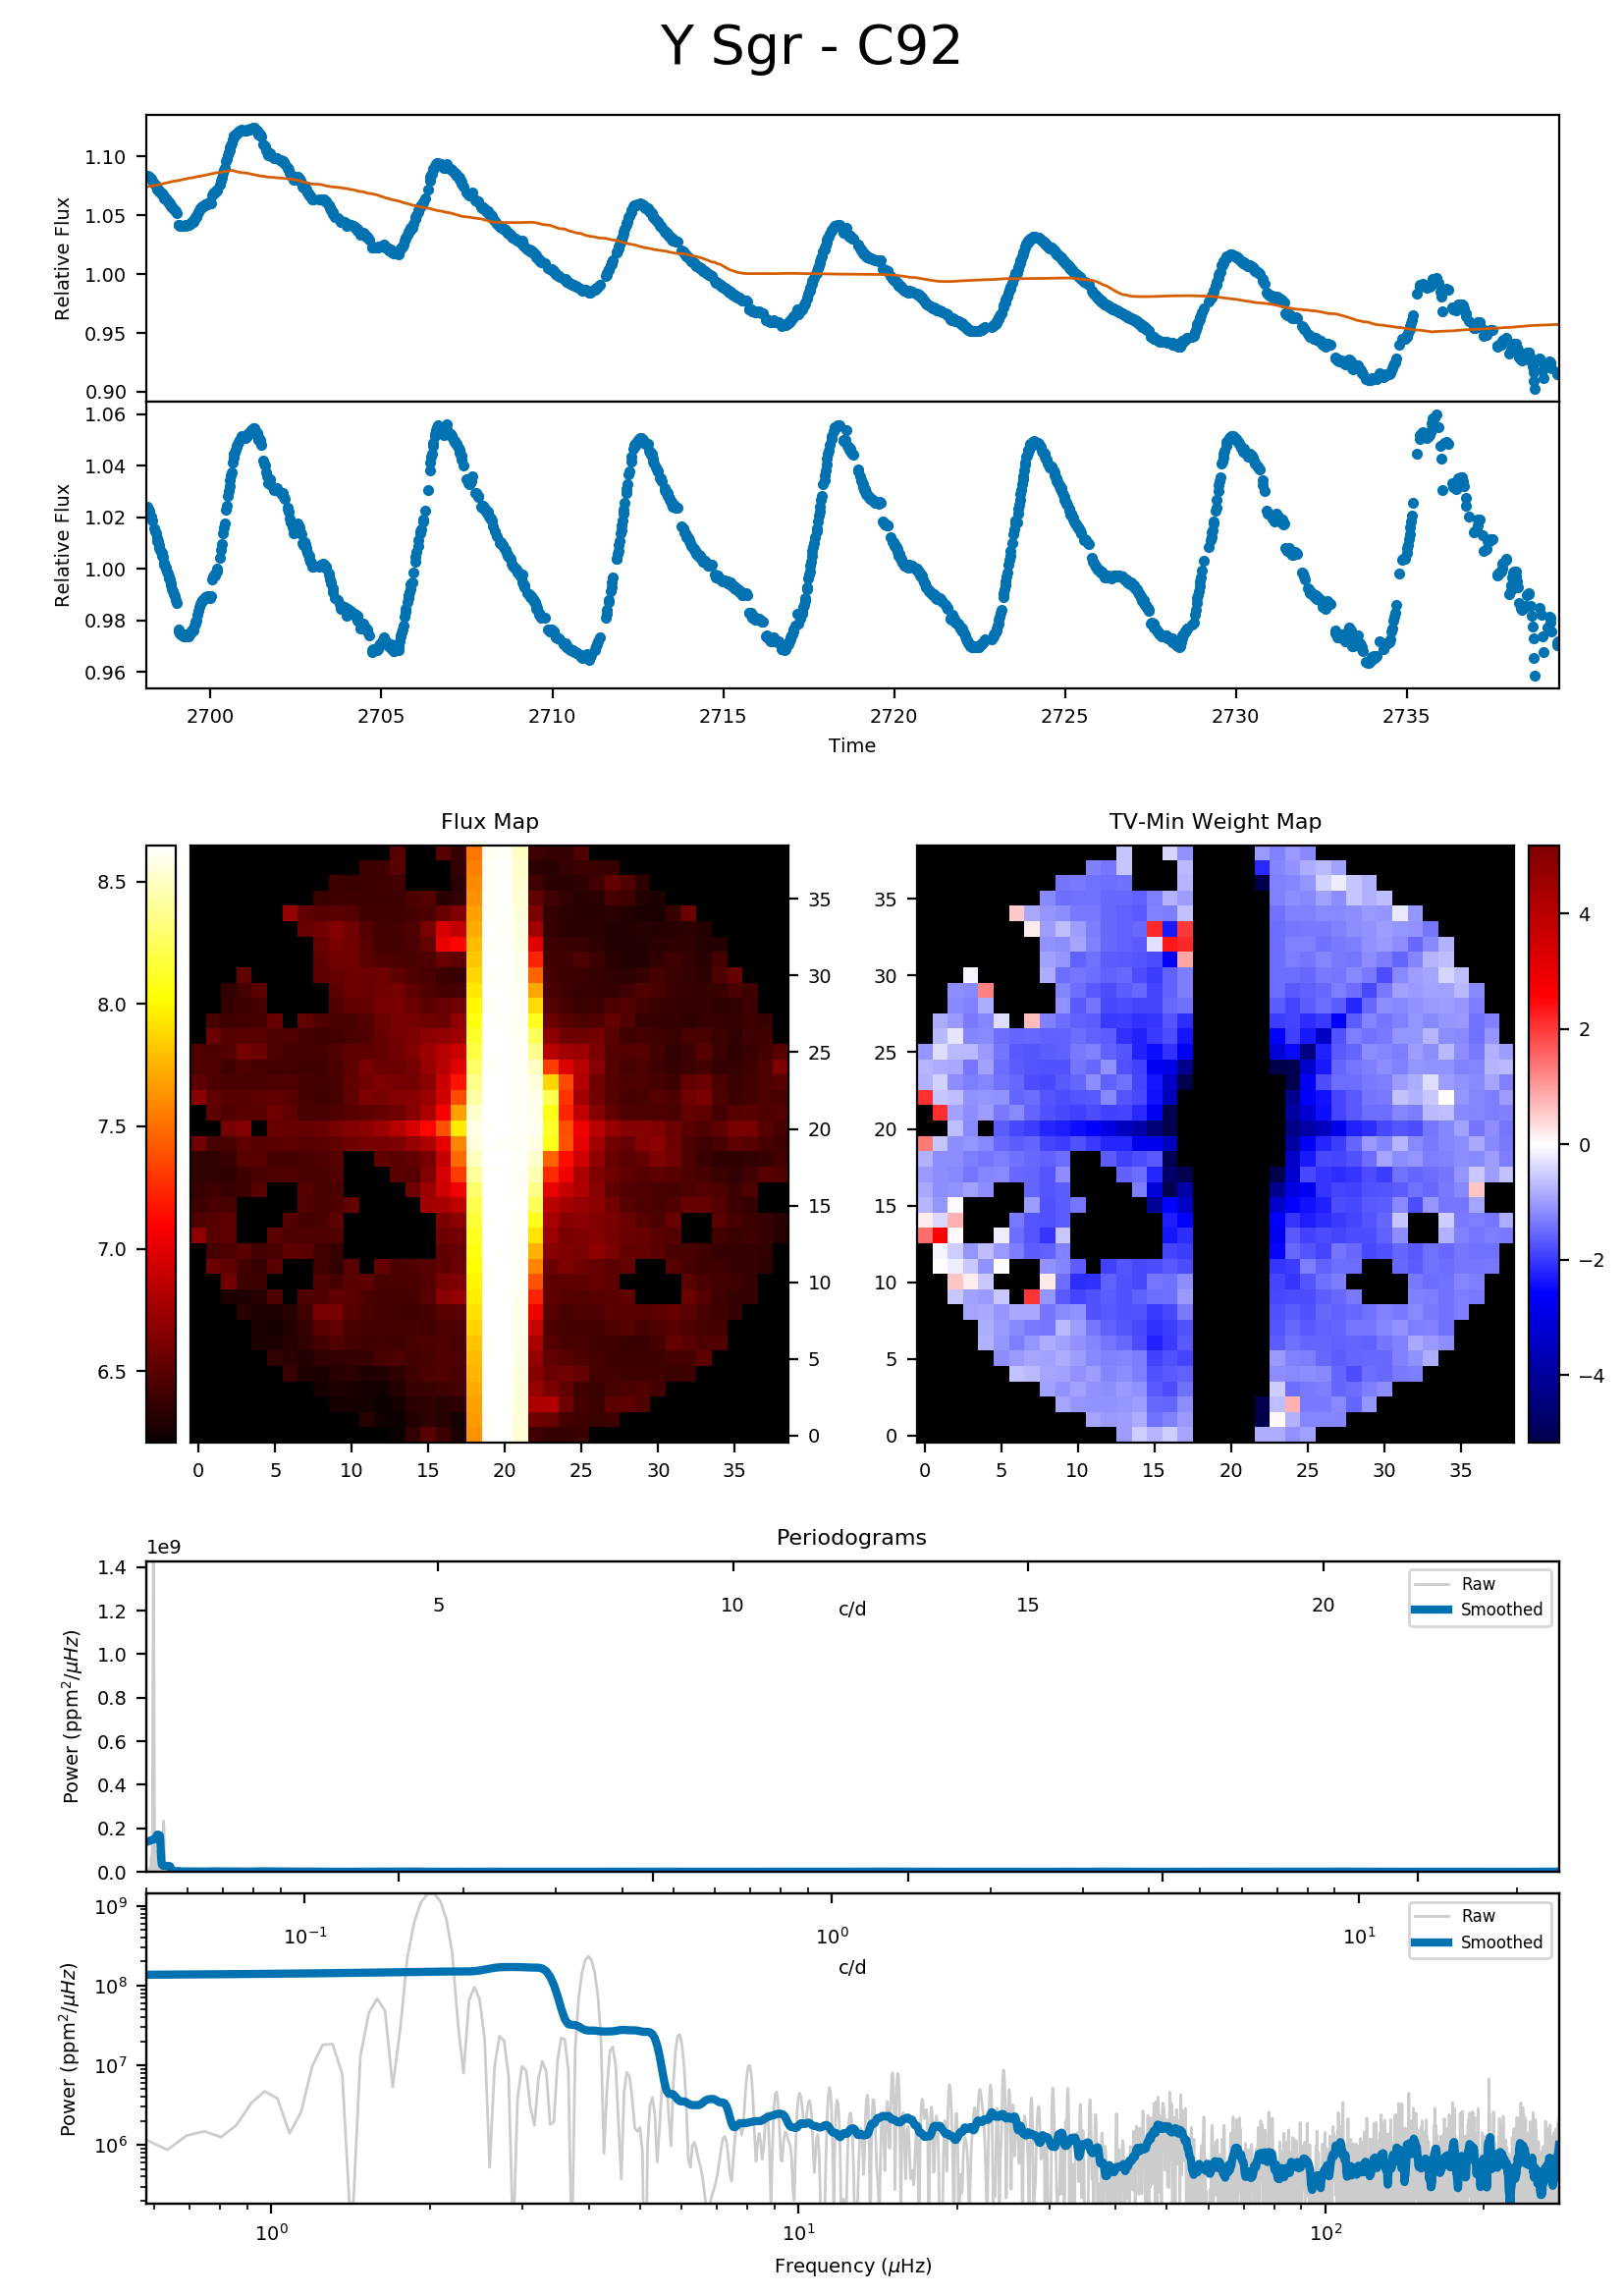 Y Sgr - C92
1.10
1.05
1.00
0.95
0.90
Relative Flux
1.06
1.04
1.02
1.00
0.98
0.96
Relative Flux
2700 2705 2710 2715 2720 2725 2730 2735
Time
Flux Map
8.5
8.0
7.5
7.0
6.5
35
30
25
20
15
10
5
0
0 5 10 15 20 25 30 35
TV-Min Weight Map
35
30
25
20
15
10
5
0
0 5 10 15 20 25 30 35
4
2
0
−2
−4
Periodograms
1e9
1.4
1.2
1.0
0.8
0.6
0.4
0.2
0.0
Power (ppm²/μHz)
5 10 15 20
c/d
Raw
Smoothed
10⁹
10⁸
10⁷
10⁶
Power (ppm²/μHz)
10⁻¹ 10⁰ 10¹
c/d
Raw
Smoothed
10⁰ 10¹ 10²
Frequency (μHz)